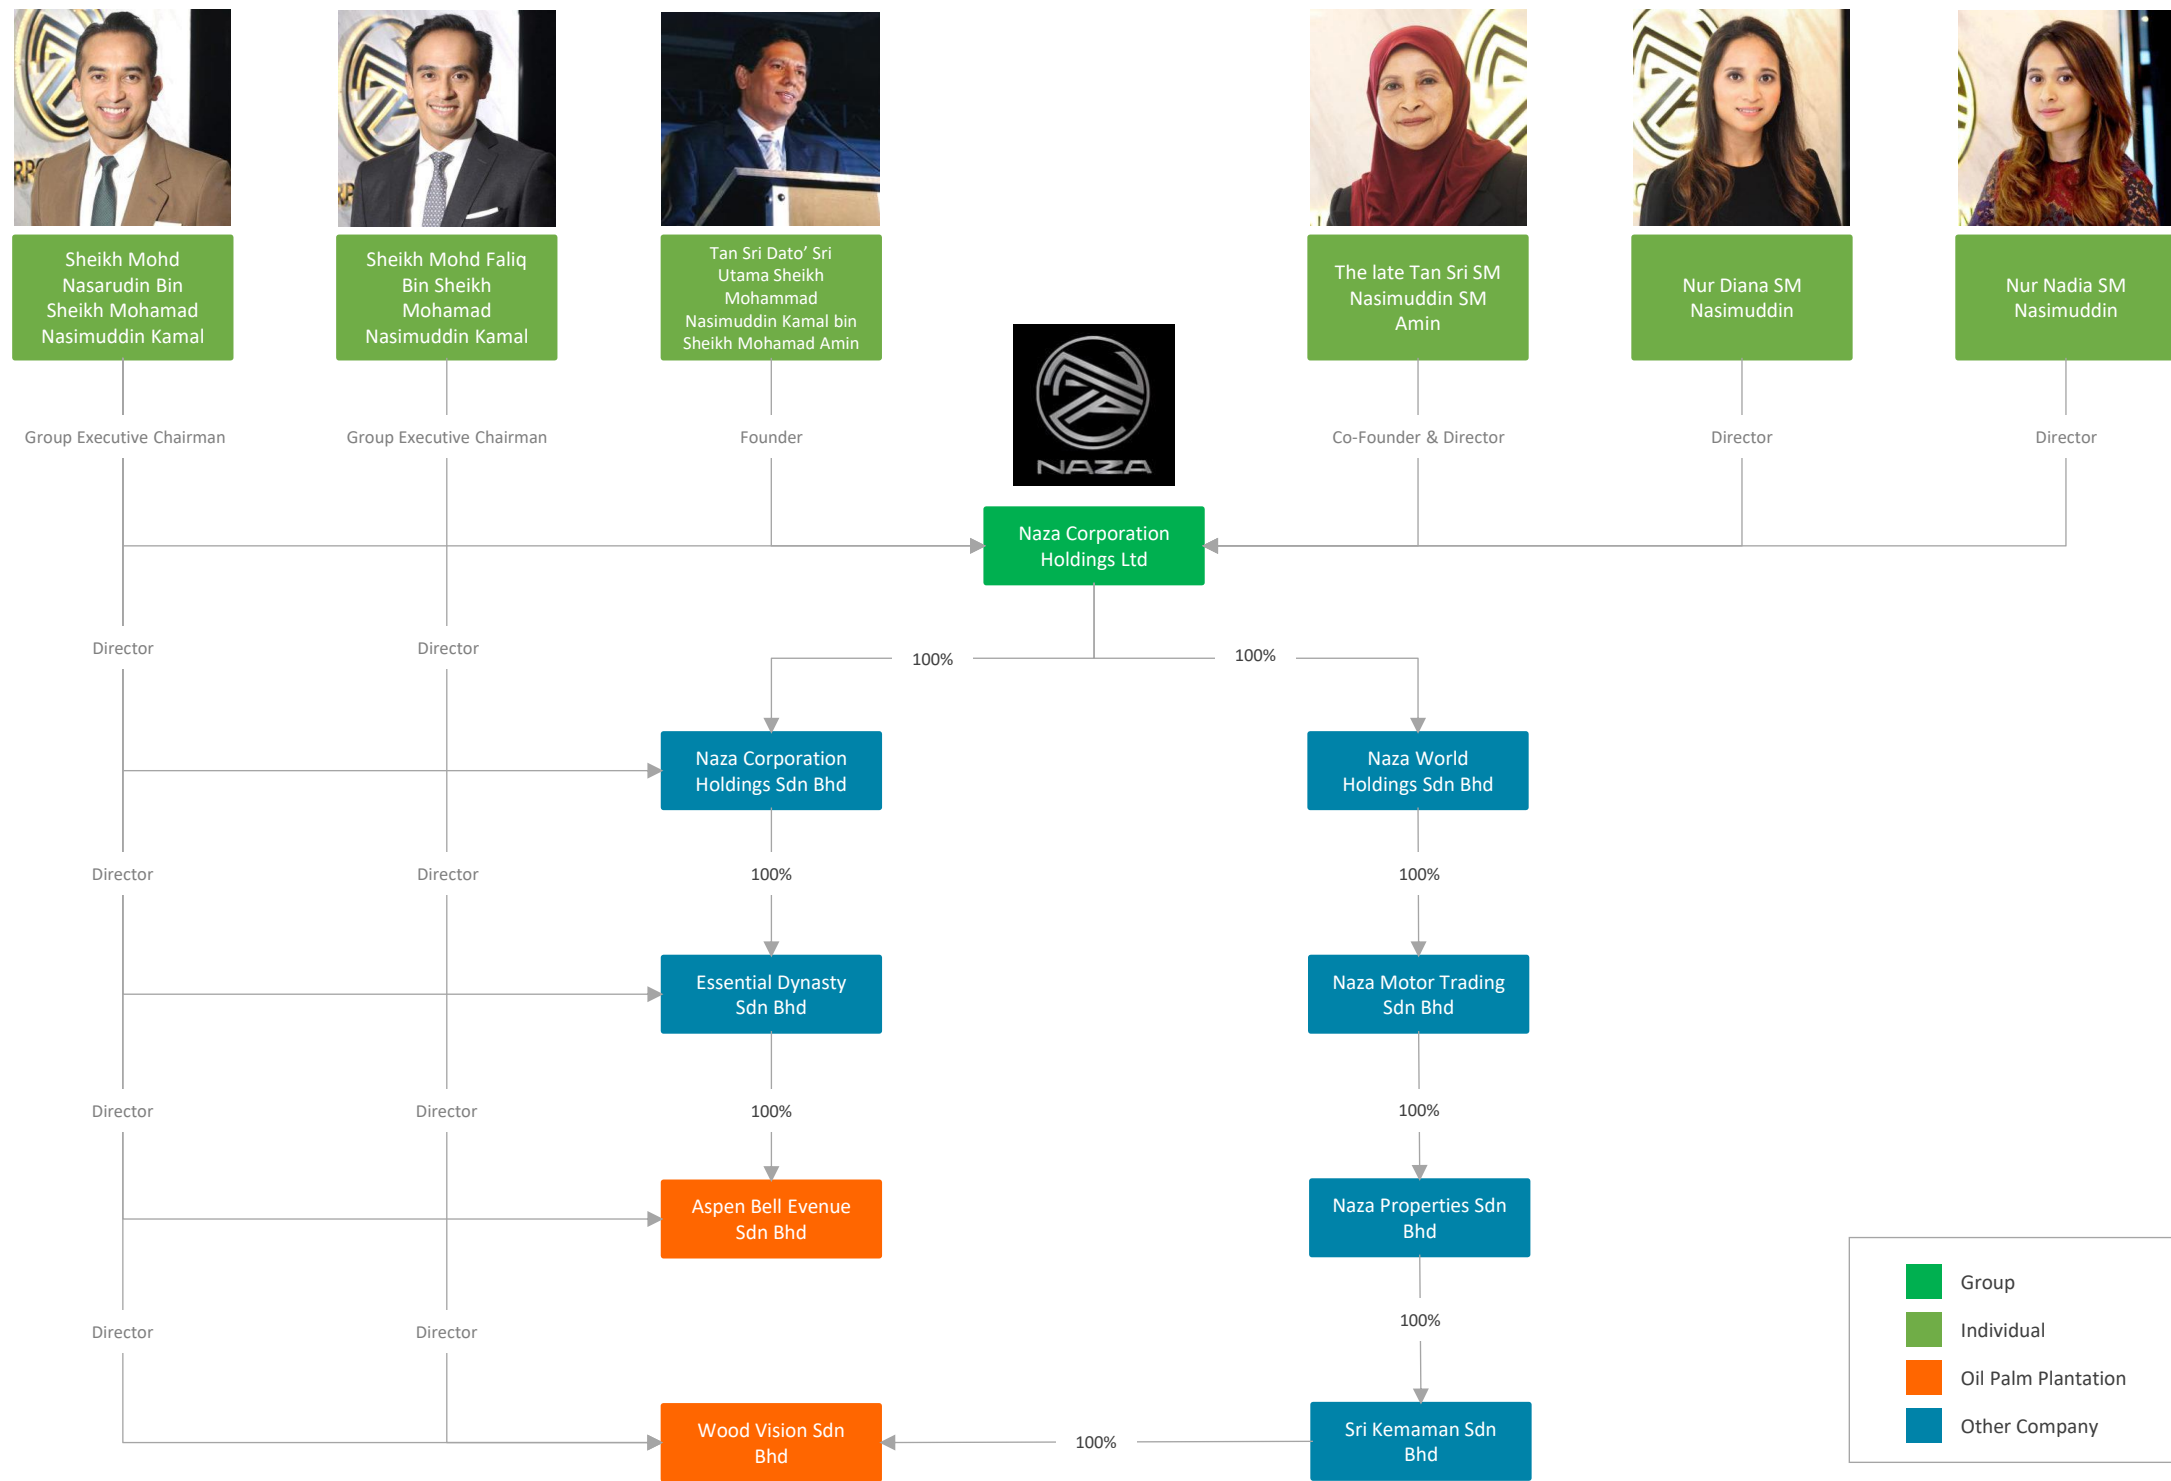 Sheikh Mohd
Nasarudin Bin
Sheikh Mohamad
Nasimuddin Kamal
Sheikh Mohd Faliq
Bin Sheikh
Mohamad
Nasimuddin Kamal
Tan Sri Dato’ Sri
Utama Sheikh
Mohammad
Nasimuddin Kamal bin
Sheikh Mohamad Amin
The late Tan Sri SM
Nasimuddin SM
Amin
Nur Diana SM
Nasimuddin
Nur Nadia SM
Nasimuddin
Group Executive Chairman
Group Executive Chairman
Founder
NAZA
Co-Founder & Director
Director
Director
Naza Corporation
Holdings Ltd
Director
Director
100%
100%
Naza Corporation
Holdings Sdn Bhd
Naza World
Holdings Sdn Bhd
Director
Director
100%
100%
Essential Dynasty
Sdn Bhd
Naza Motor Trading
Sdn Bhd
Director
Director
100%
100%
Aspen Bell Evenue
Sdn Bhd
Naza Properties Sdn
Bhd
Director
Director
100%
Wood Vision Sdn
Bhd
100%
Sri Kemaman Sdn
Bhd
Group
Individual
Oil Palm Plantation
Other Company